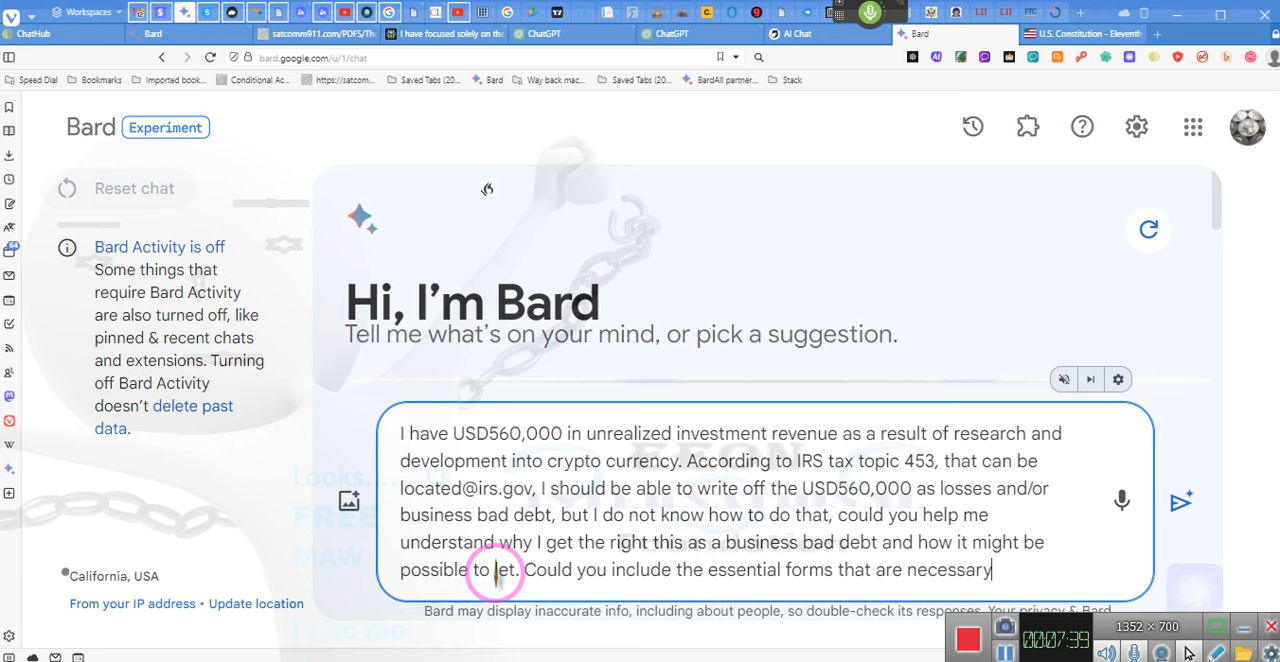 Workspaces
ChatHub
Bard
satcomm911.com/PDFS/Th
I have focused solely on the
ChatGPT
ChatGPT
AI Chat
Bard
U.S. Constitution - Eleventh
bard.google.com/u/1/chat
Speed Dial
Bookmarks
Imported book...
Conditional Ac...
https://satcom...
Saved Tabs (20...
Bard
Way back mac...
Saved Tabs (20...
BardAll partner...
Stack
Bard Experiment
Reset chat
Bard Activity is off
Some things that
require Bard Activity
are also turned off, like
pinned & recent chats
and extensions. Turning
off Bard Activity
doesn't delete past
data.
Hi, I'm Bard
Tell me what's on your mind, or pick a suggestion.
I have USD560,000 in unrealized investment revenue as a result of research and
development into crypto currency. According to IRS tax topic 453, that can be
located@irs.gov, I should be able to write off the USD560,000 as losses and/or
business bad debt, but I do not know how to do that, could you help me
understand why I get the right this as a business bad debt and how it might be
possible to let. Could you include the essential forms that are necessary
Looks....
FREE
MAW
Foundation
California, USA
From your IP address • Update location
I's no mo
Bard may display inaccurate info, including about people, so double-check its responses. Your privacy & Bard
1352 × 700
00:07:39